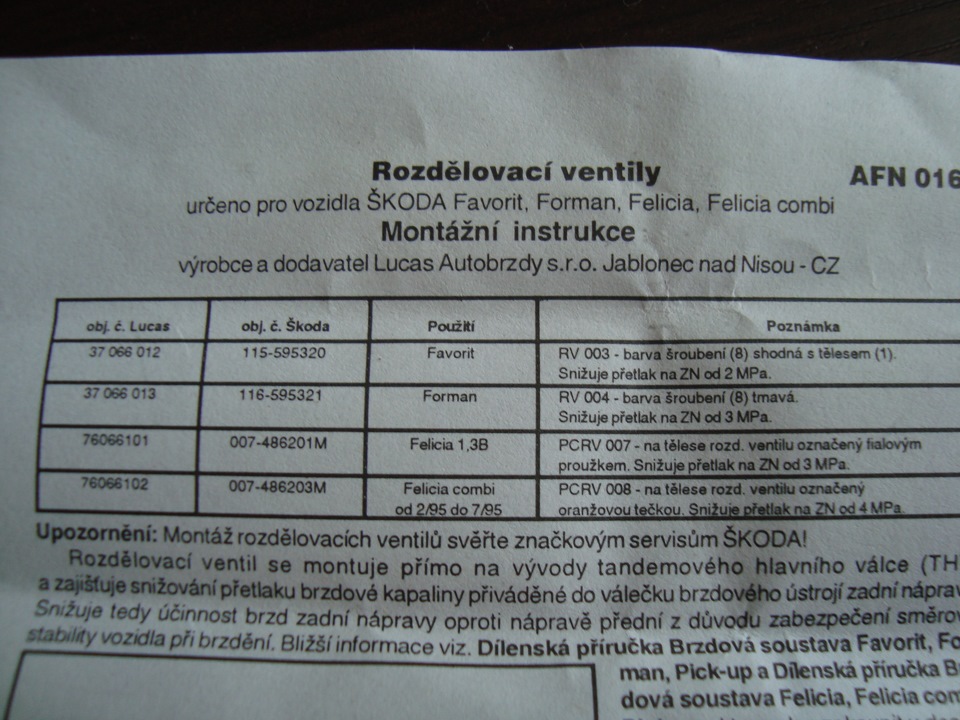 Rozdělovací ventily AFN 016
určeno pro vozidla ŠKODA Favorit, Forman, Felicia, Felicia combi
Montážní instrukce
výrobce a dodavatel Lucas Autobrzdy s.r.o. Jablonec nad Nisou - CZ
obj. č. Lucas obj. č. Škoda Použití Poznámka
37 066 012 115-595320 Favorit RV 003 - barva šroubení (8) shodná s tělesem (1).
Snižuje přetlak na ZN od 2 MPa.
37 066 013 116-595321 Forman RV 004 - barva šroubení (8) tmavá.
Snižuje přetlak na ZN od 3 MPa.
76066101 007-486201M Felicia 1,3B PCRV 007 - na tělese rozd. ventilu označený fialovým
proužkem. Snižuje přetlak na ZN od 3 MPa.
76066102 007-486203M Felicia combi PCRV 008 - na tělese rozd. ventilu označený
od 2/95 do 7/95 oranžovou tečkou. Snižuje přetlak na ZN od 4 MPa.
Upozornění: Montáž rozdělovacích ventilů svěřte značkovým servisům ŠKODA!
Rozdělovací ventil se montuje přímo na vývody tandemového hlavního válce (TH
a zajišťuje snižování přetlaku brzdové kapaliny přiváděné do válečku brzdového ústrojí zadní náprav
Snižuje tedy účinnost brzd zadní nápravy oproti nápravě přední z důvodu zabezpečení směrov
stability vozidla při brzdění. Bližší informace viz. Dílenská příručka Brzdová soustava Favorit, Fo
man, Pick-up a Dílenská příručka B
dová soustava Felicia, Felicia com